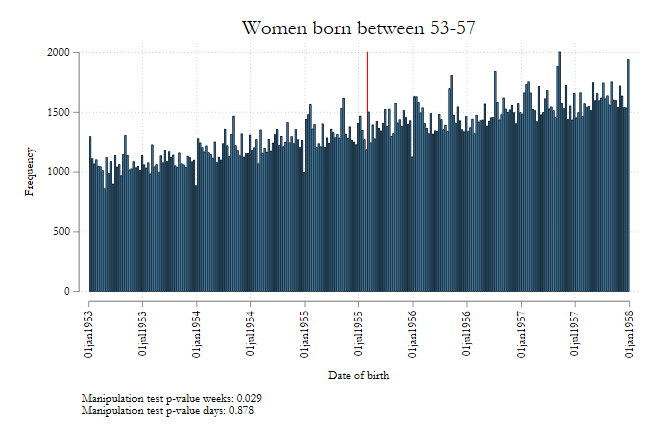 Women born between 53-57
2000
1500
1000
500
0
Frequency
01jan1953
01jul1953
01jan1954
01jul1954
01jan1955
01jul1955
01jan1956
01jul1956
01jan1957
01jul1957
01jan1958
Date of birth
Manipulation test p-value weeks: 0.029
Manipulation test p-value days: 0.878